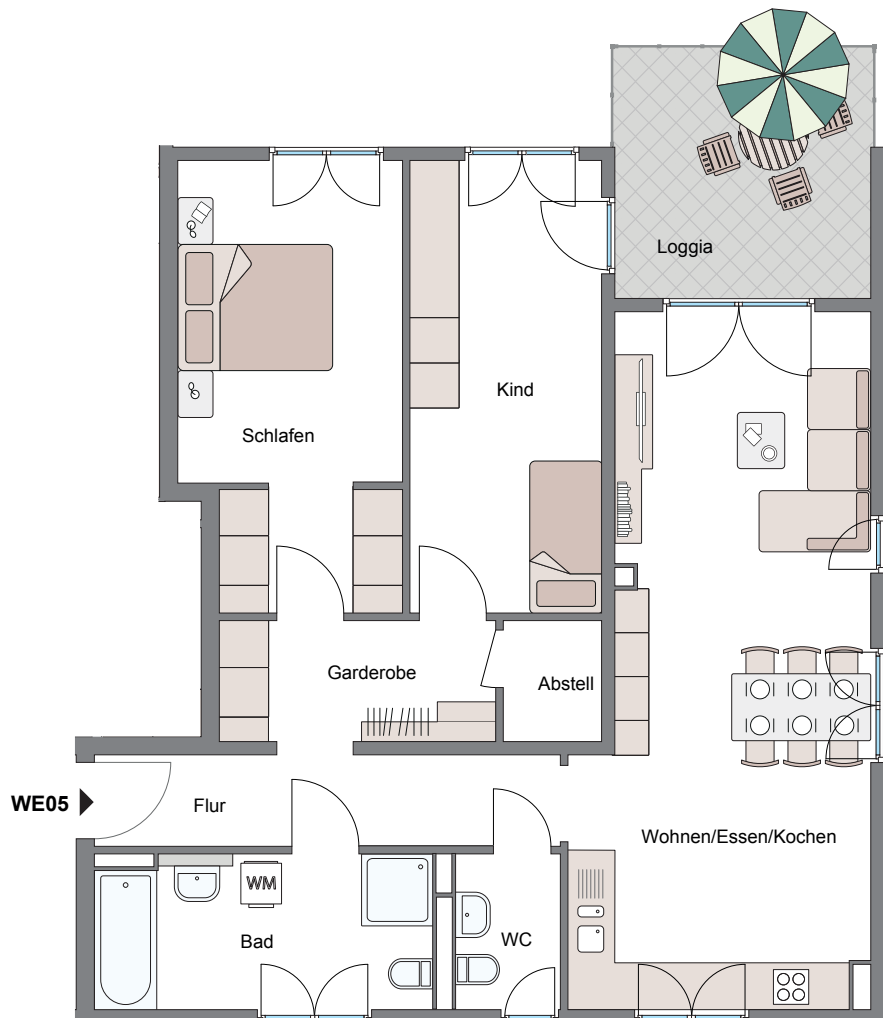 Loggia
Kind
Schlafen
Garderobe
Abstell
WE05
Flur
Wohnen/Essen/Kochen
WM
Bad
WC